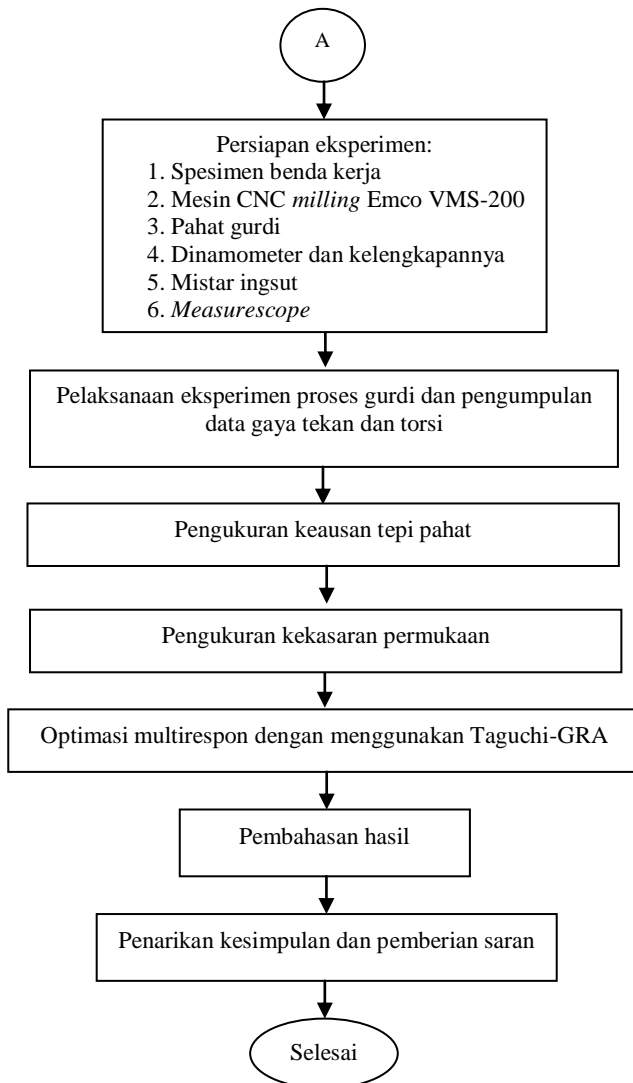 A
Persiapan eksperimen:
1. Spesimen benda kerja
2. Mesin CNC milling Emco VMS-200
3. Pahat gurdi
4. Dinamometer dan kelengkapannya
5. Mistar ingsut
6. Measurescope
Pelaksanaan eksperimen proses gurdi dan pengumpulan
data gaya tekan dan torsi
Pengukuran keausan tepi pahat
Pengukuran kekasaran permukaan
Optimasi multirespon dengan menggunakan Taguchi-GRA
Pembahasan hasil
Penarikan kesimpulan dan pemberian saran
Selesai